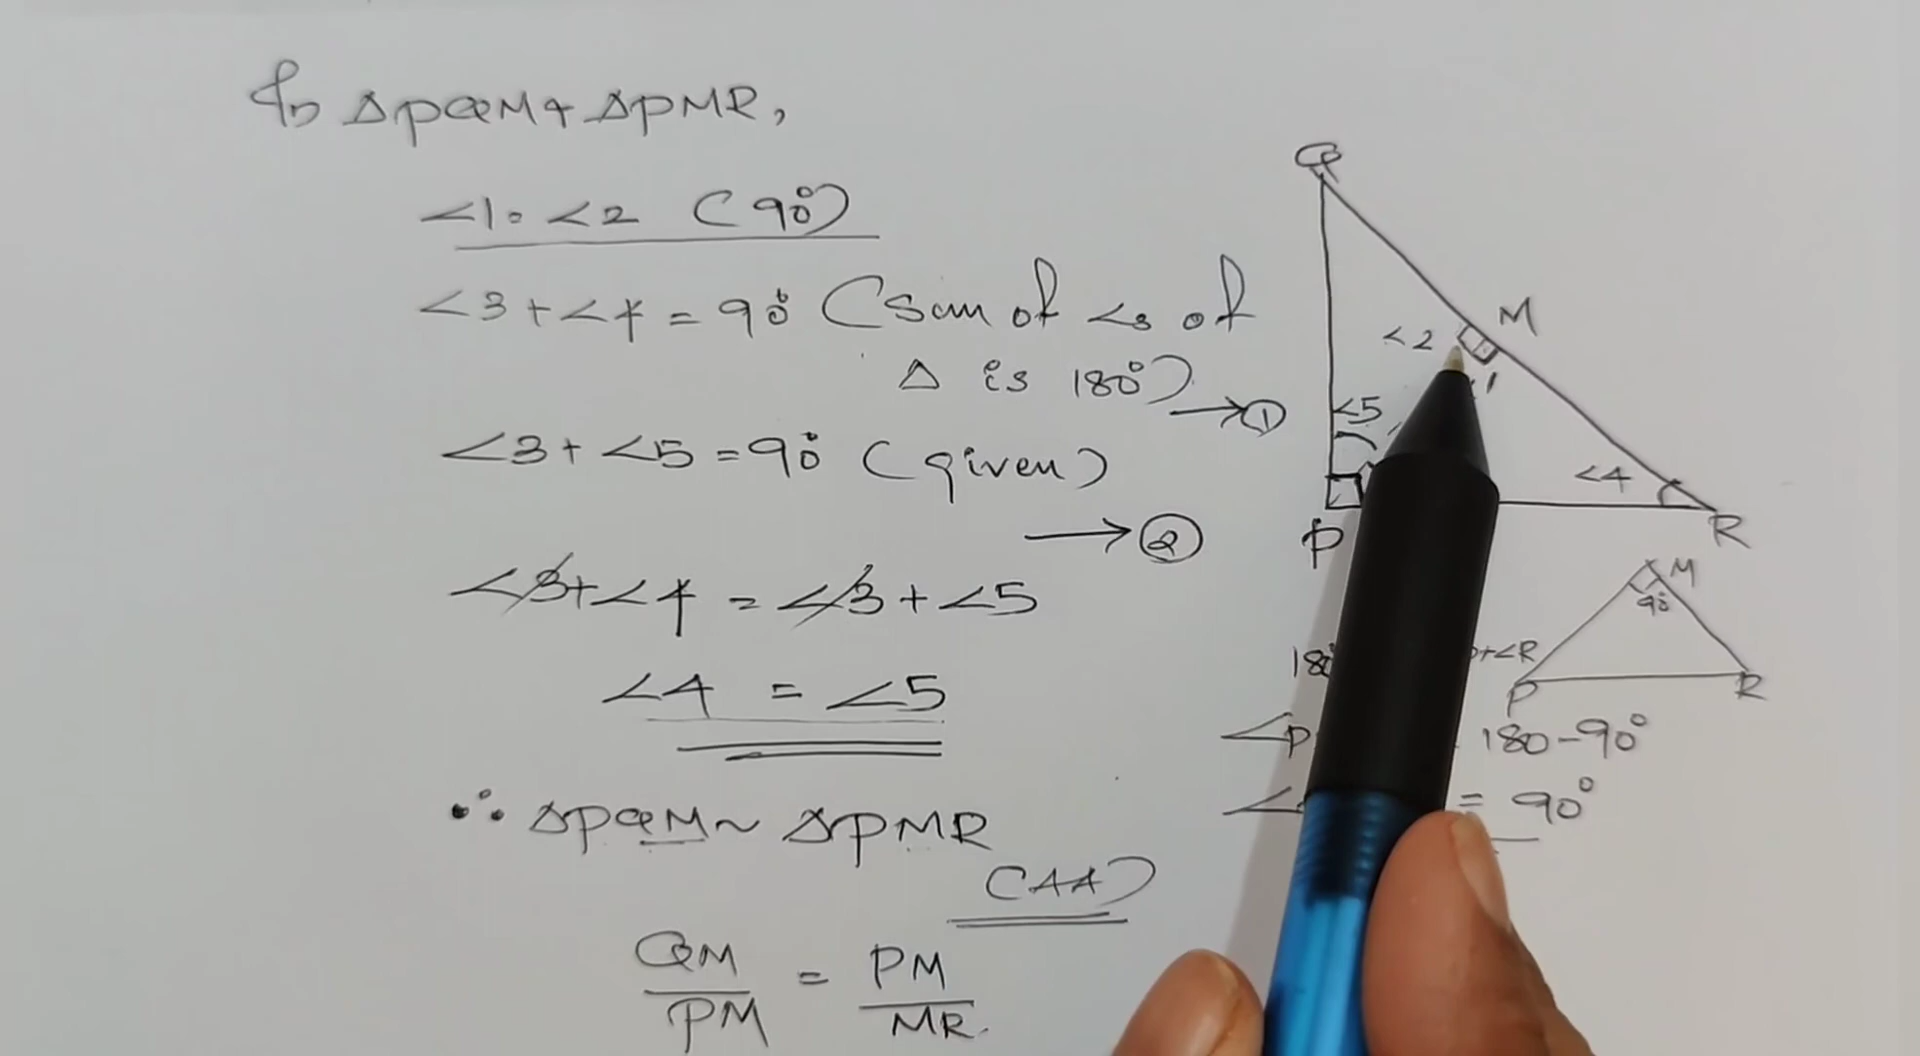 In ΔPQM & ΔPMR,
∠1 = ∠2 (90°)
∠3 + ∠4 = 90° (Sum of ∠s of
Δ is 180°)
→ ①
∠3 + ∠5 = 90° (given)
→ ②
∠3 + ∠4 = ∠3 + ∠5
∠4 = ∠5
∴ ΔPQM ~ ΔPMR
(AA)
QM/PM = PM/MR.
Q
M
∠2
1
∠5
∠4
P
R
M
90°
P
R
+∠R
180-90°
= 90°